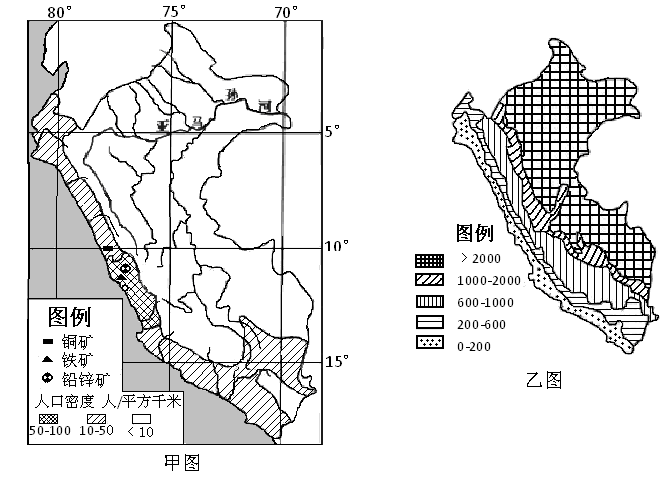 80° 75° 70°
亚 马 孙 河
5°
10°
15°
图例
铜矿
铁矿
铅锌矿
人口密度 人/平方千米
50-100 10-50 <10
甲图
图例
>2000
1000-2000
600-1000
200-600
0-200
乙图